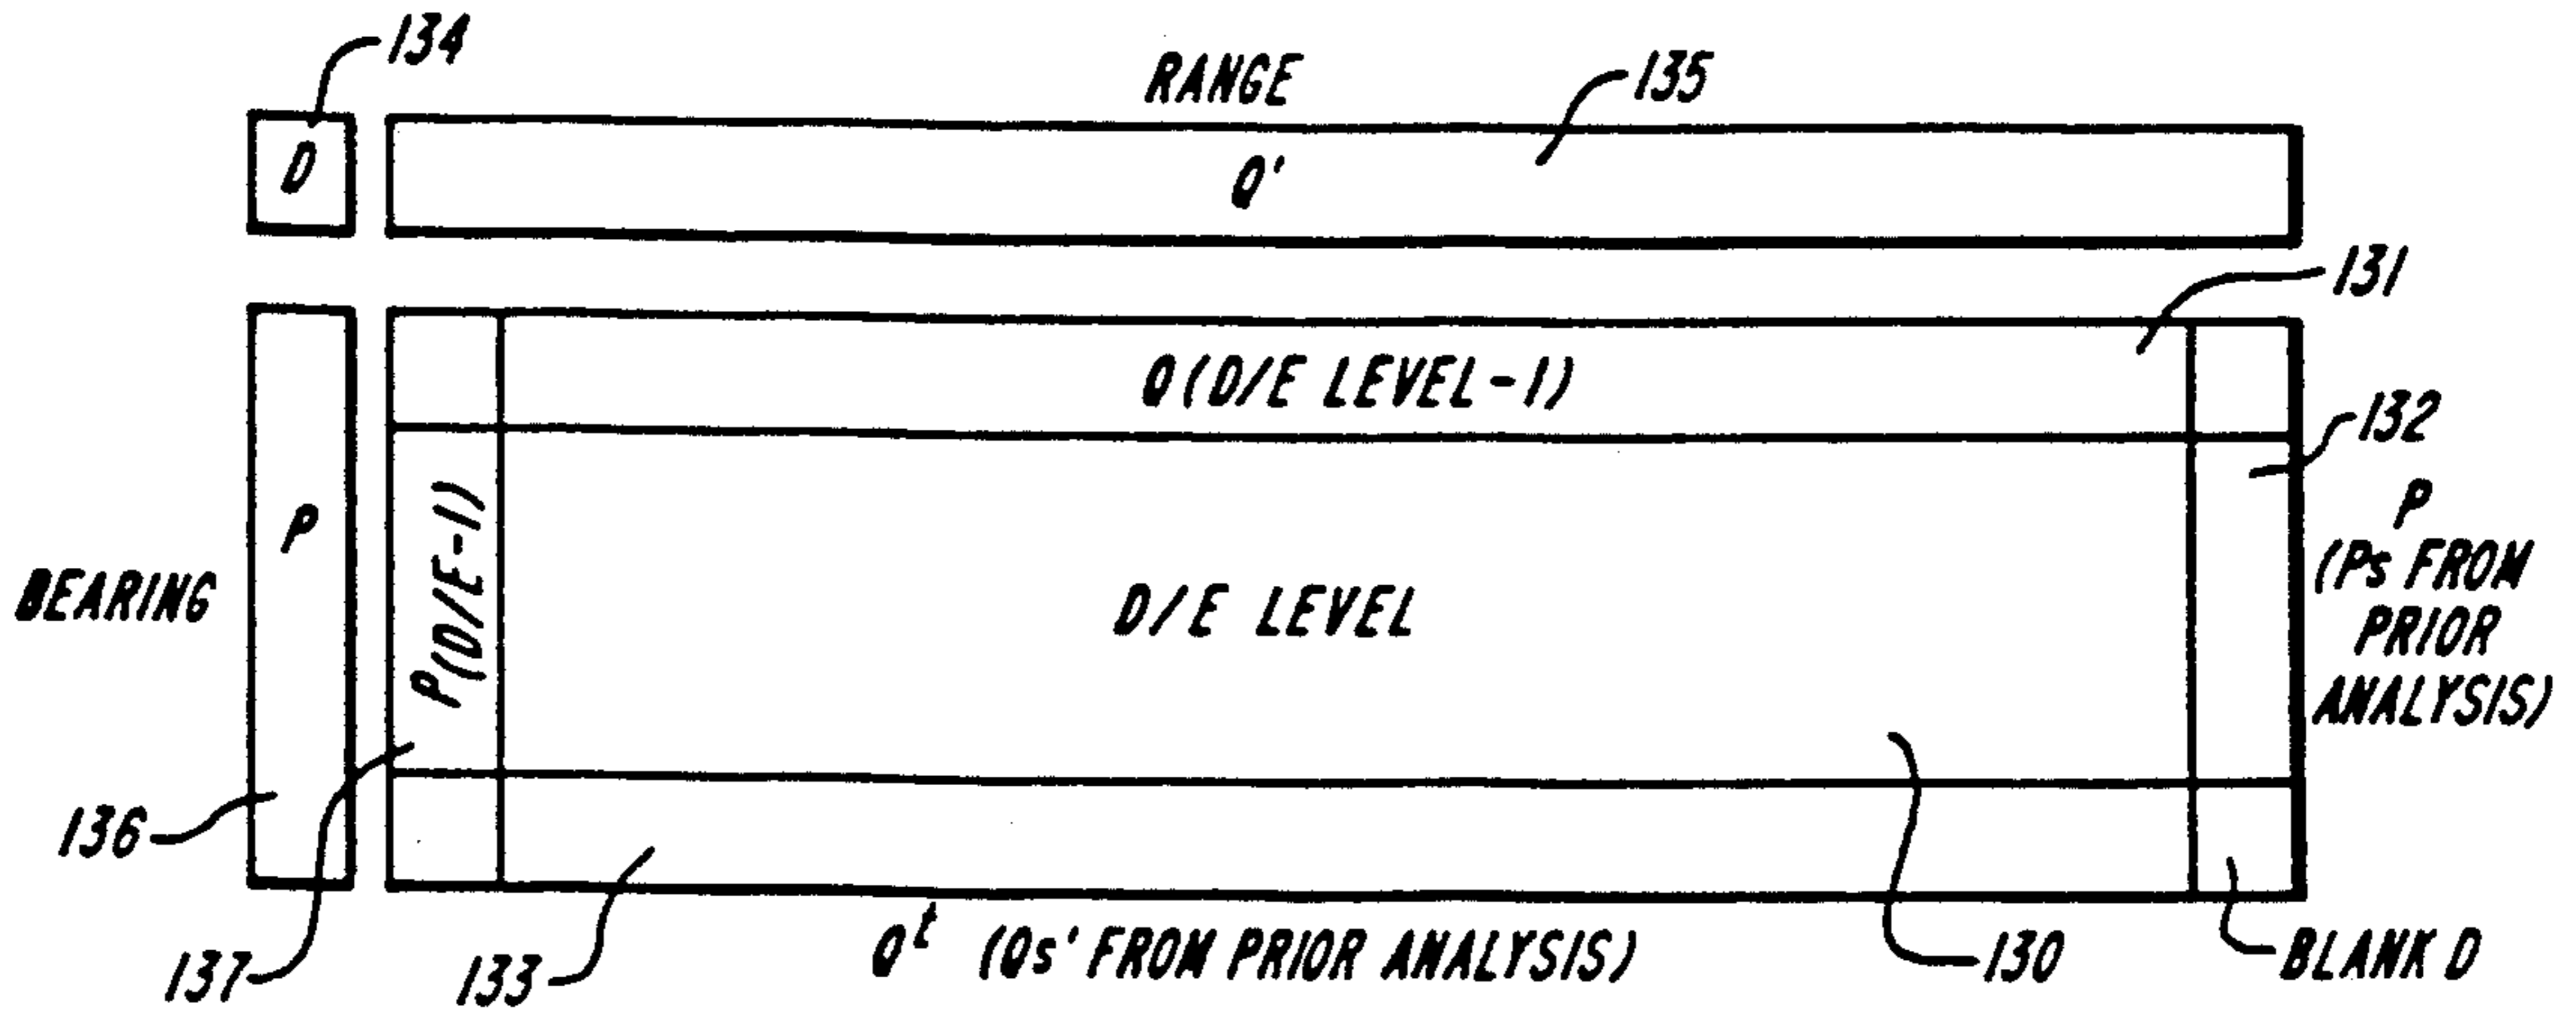 134
RANGE
135
D
Q'
131
Q(D/E LEVEL-1)
132
P
P(D/E-1)
P
(Ps FROM
PRIOR
ANALYSIS)
BEARING
D/E LEVEL
136
137
133
Q^t (Qs' FROM PRIOR ANALYSIS)
130
BLANK D